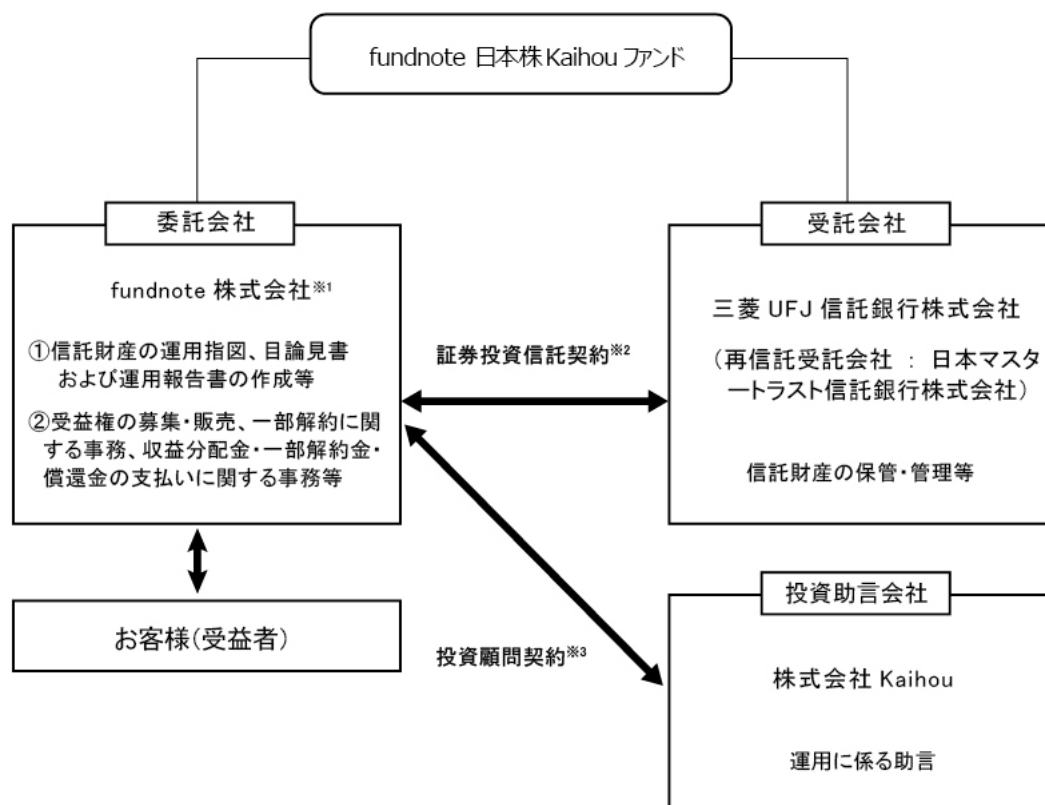 fundnote 日本株 Kaihou ファンド
委託会社
fundnote 株式会社※1
①信託財産の運用指図、目論見書
および運用報告書の作成等
②受益権の募集・販売、一部解約に関
する事務、収益分配金・一部解約金・
償還金の支払いに関する事務等
お客様(受益者)
証券投資信託契約※2
投資顧問契約※3
受託会社
三菱 UFJ 信託銀行株式会社
(再信託受託会社 : 日本マスタ
ートラスト信託銀行株式会社)
信託財産の保管・管理等
投資助言会社
株式会社 Kaihou
運用に係る助言